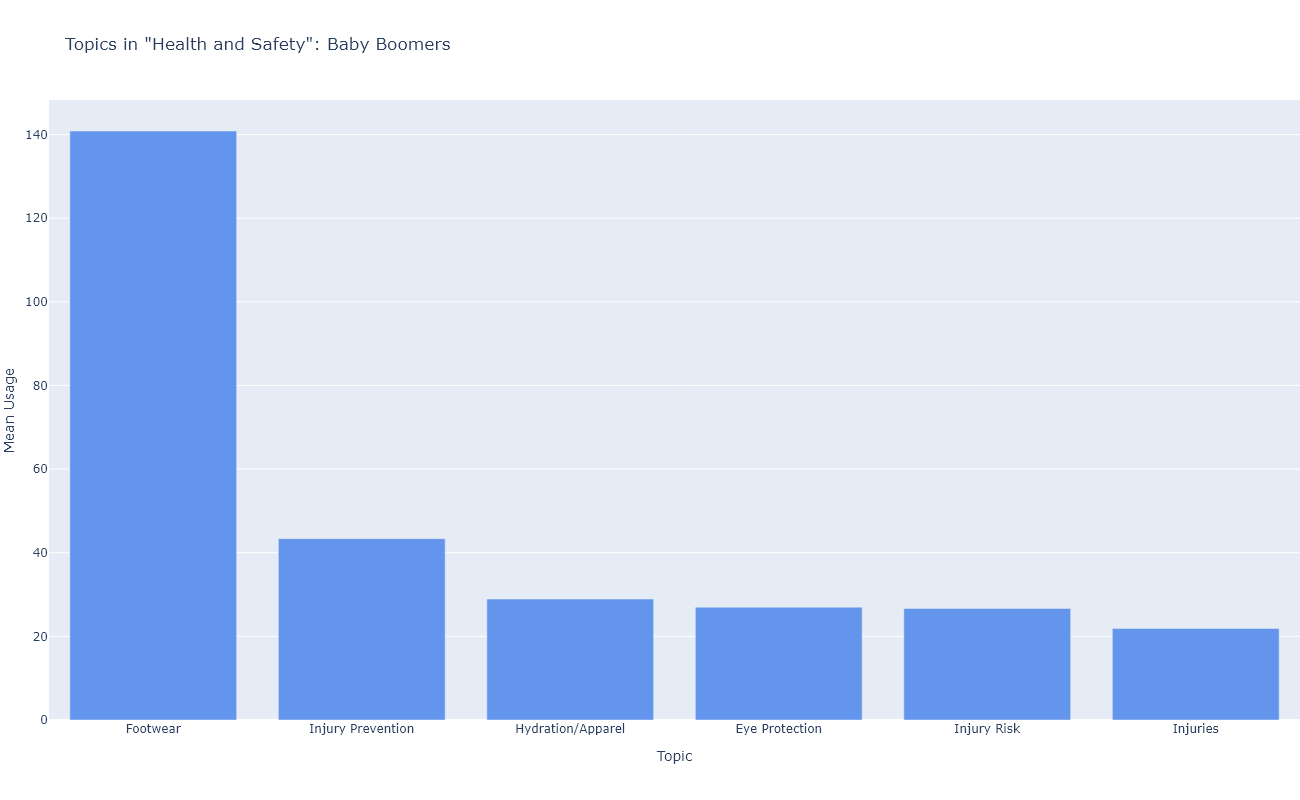 Topics in "Health and Safety": Baby Boomers
Mean Usage
140
120
100
80
60
40
20
0
Footwear Injury Prevention Hydration/Apparel Eye Protection Injury Risk Injuries
Topic